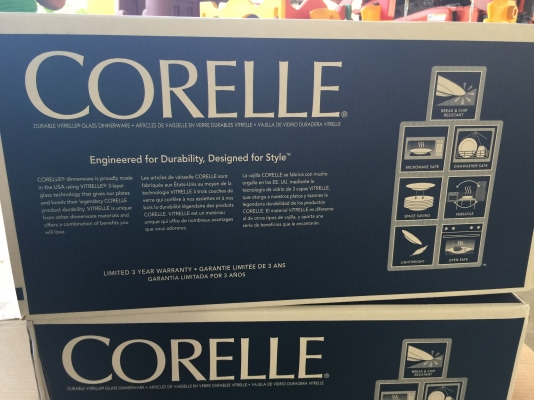 CORELLE®
DURABLE VITRELLE® GLASS DINNERWARE • ARTICLES DE VAISSELLE EN VERRE DURABLES VITRELLE • VAJILLA DE VIDRIO DURADERA VITRELLE
Engineered for Durability, Designed for Style™
CORELLE® dinnerware is proudly made
in the USA using VITRELLE® 3 layer
glass technology that gives our plates
and bowls their legendary CORELLE
product durability. VITRELLE is unique
from other dinnerware materials and
offers a combination of benefits you
will love.
Les articles de vaisselle CORELLE sont
fabriqués aux États-Unis au moyen de la
technologie VITRELLE à trois couches de
verre qui confère à nos assiettes et à nos
bols la durabilité légendaire des produits
CORELLE. VITRELLE est un matériau
unique qui offre de nombreux avantages
que vous adorerez.
La vajilla CORELLE se fabrica con mucho
orgullo en los EE. UU. mediante la
tecnología de vidrio de 3 capas VITRELLE,
que otorga a nuestros platos y tazones la
legendaria durabilidad de los productos
CORELLE. El material VITRELLE es diferente
al de otros tipos de vajilla, y aporta una
serie de beneficios que le encantarán.
LIMITED 3 YEAR WARRANTY • GARANTIE LIMITÉE DE 3 ANS
GARANTÍA LIMITADA POR 3 AÑOS
BREAK & CHIP
RESISTANT
MICROWAVE SAFE
DISHWASHER SAFE
SPACE SAVING
VERSATILE
LIGHTWEIGHT
OVEN SAFE
CORELLE®
DURABLE VITRELLE® GLASS DINNERWARE • ARTICLES DE VAISSELLE EN VERRE DURABLES VITRELLE • VAJILLA DE VIDRIO DURADERA VITRELLE
BREAK & CHIP
RESISTANT